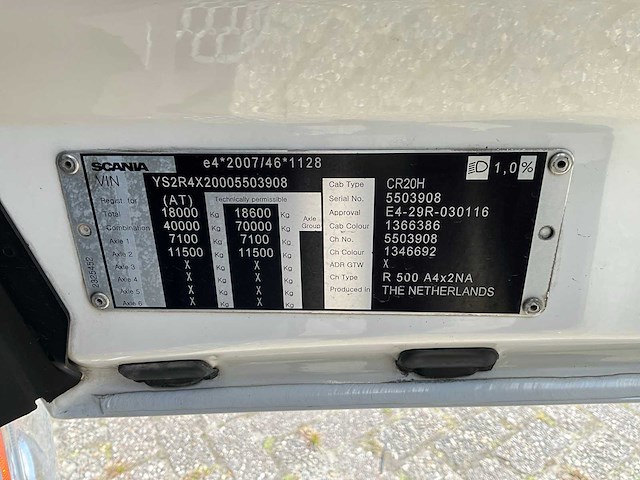 SCANIA e4*2007/46*1128 1,0%
VIN YS2R4X20005503908
Regist. for (AT) Technically permissible
Total 18000 Kg 18600 Kg Axle Group
Combination 40000 Kg 70000 Kg
Axle 1 7100 Kg 7100 Kg
Axle 2 11500 Kg 11500 Kg
Axle 3 X Kg X Kg
Axle 4 X Kg X Kg
Axle 5 X Kg X Kg
Axle 6 X Kg X Kg
Cab Type CR20H
Serial No. 5503908
Approval E4-29R-030116
Cab Colour 1366386
Ch No. 5503908
Ch Colour 1346692
ADR GTW X
Ch Type R 500 A4x2NA
Produced in THE NETHERLANDS